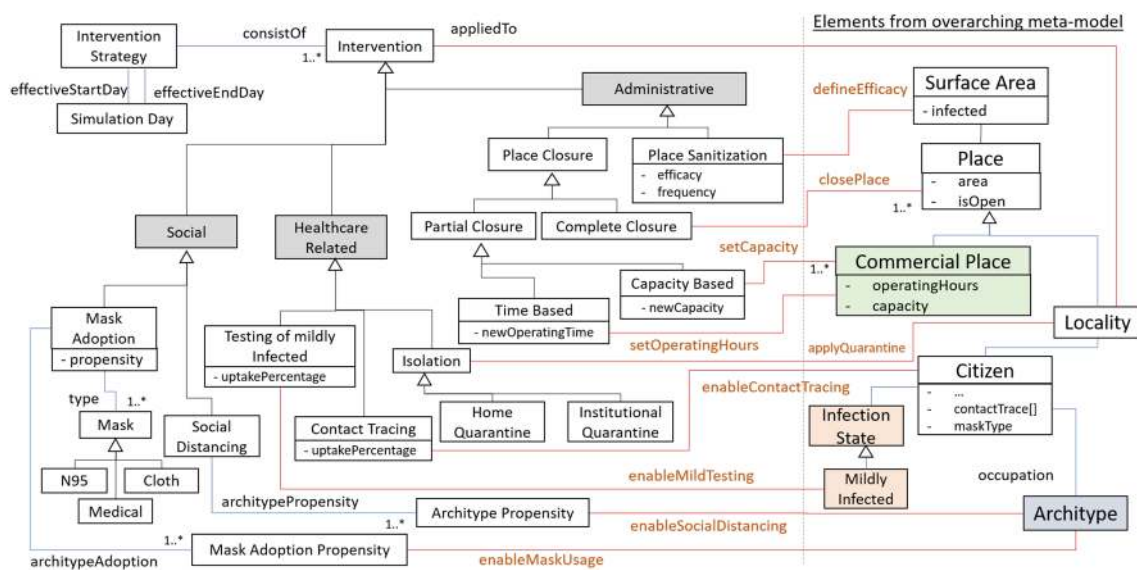 Intervention
Strategy
consistOf
Intervention
1..*
appliedTo
Elements from overarching meta-model
effectiveStartDay
effectiveEndDay
Simulation Day
Administrative
defineEfficacy
Surface Area
- infected
Place Closure
Place Sanitization
- efficacy
- frequency
closePlace
Place
- area
- isOpen
1..*
Social
Healthcare
Related
Partial Closure
Complete Closure
setCapacity
1..*
Commercial Place
- operatingHours
- capacity
Capacity Based
- newCapacity
Time Based
- newOperatingTime
setOperatingHours
Mask
Adoption
- propensity
Testing of mildly
Infected
- uptakePercentage
Isolation
applyQuarantine
Locality
type
1..*
Mask
Social
Distancing
Home
Quarantine
Institutional
Quarantine
Contact Tracing
- uptakePercentage
enableContactTracing
Citizen
- ...
- contactTrace[]
- maskType
Infection
State
N95
Cloth
Medical
enableMildTesting
Mildly
Infected
occupation
architypePropensity
1..*
Architype Propensity
enableSocialDistancing
Architype
architypeAdoption
1..*
Mask Adoption Propensity
enableMaskUsage